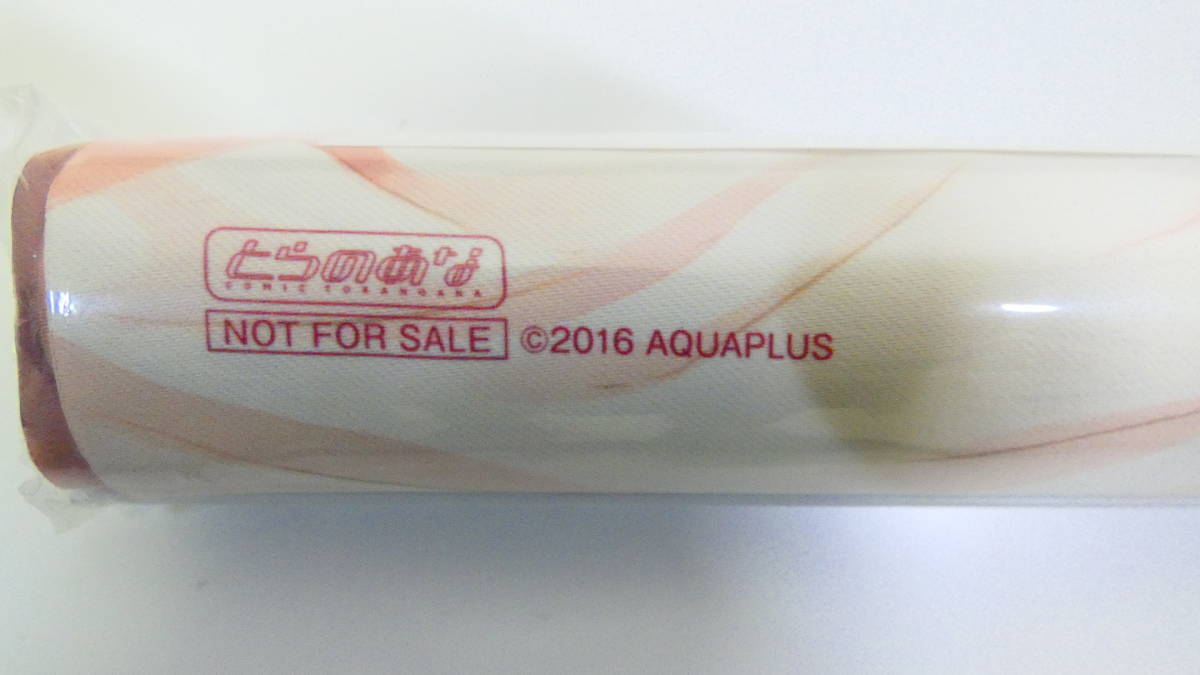 とらのあな
COMIC TORANOANA
NOT FOR SALE ©2016 AQUAPLUS